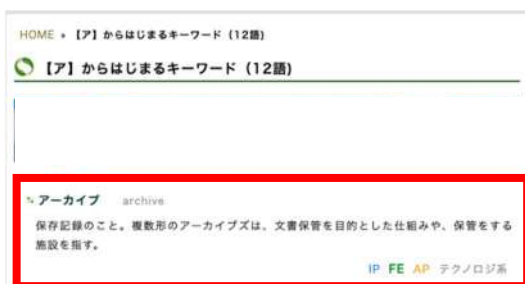 HOME » 【ア】からはじまるキーワード (12語)
【ア】からはじまるキーワード (12語)
アーカイブ archive
保存記録のこと。複数形のアーカイブズは、文書保管を目的とした仕組みや、保管をする
施設を指す。
IP FE AP テクノロジ系